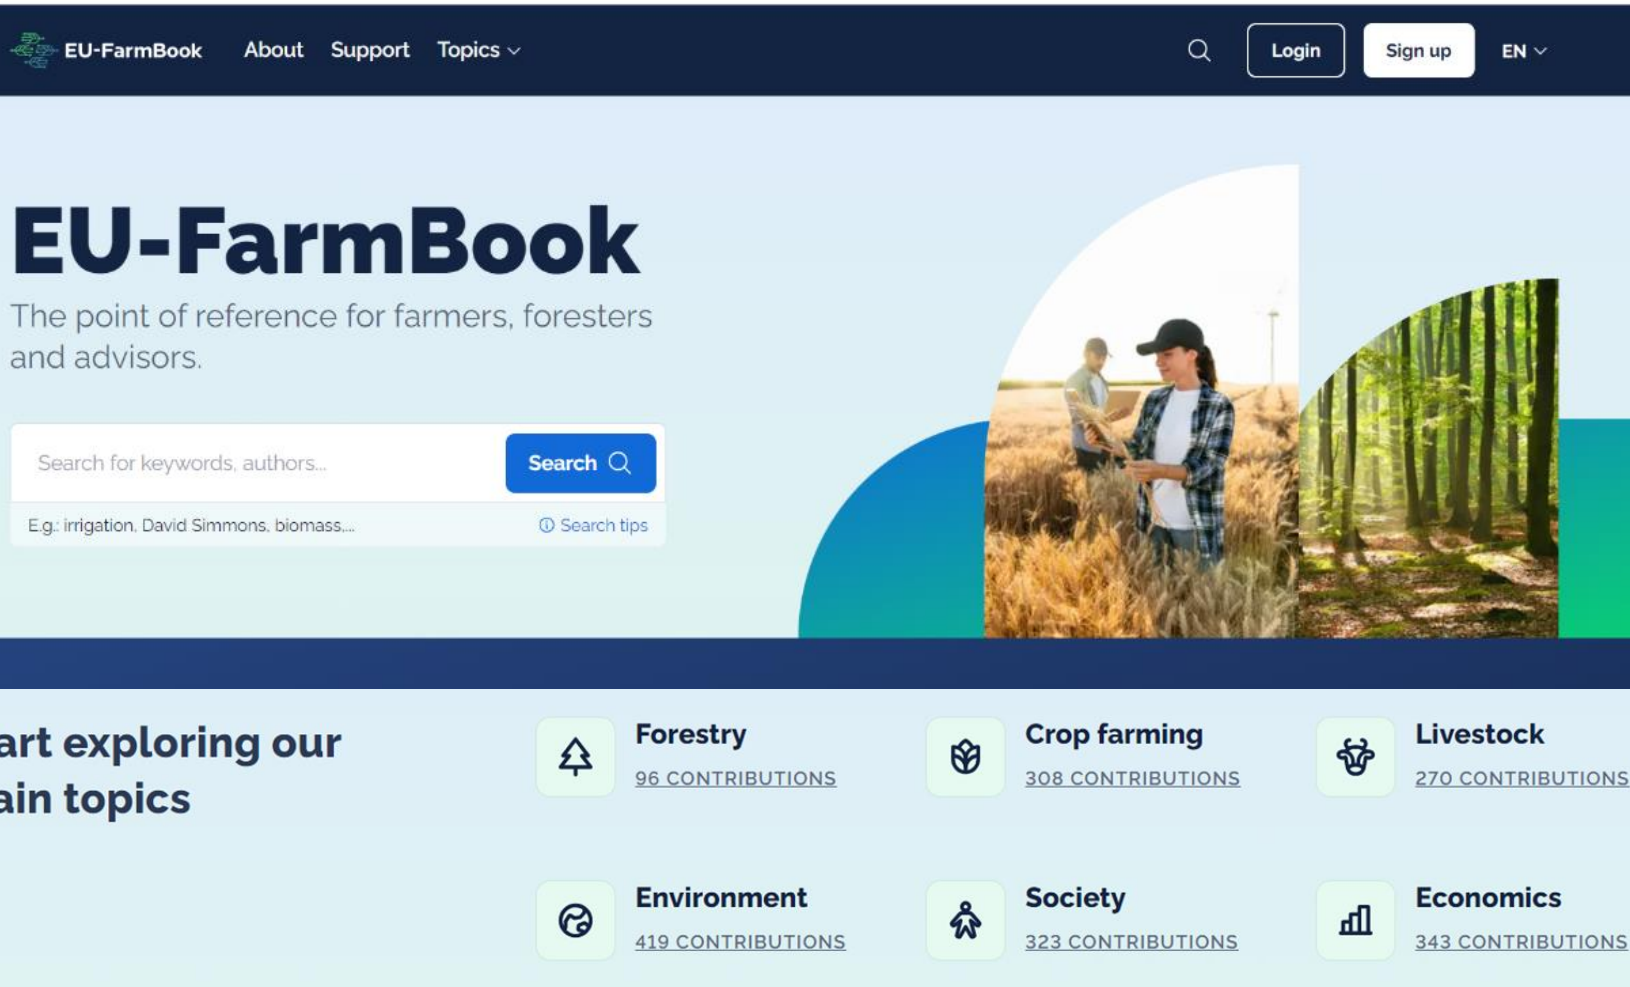 EU-FarmBook About Support Topics Login Sign up EN
EU-FarmBook
The point of reference for farmers, foresters
and advisors.
Search for keywords, authors... Search
E.g.: irrigation, David Simmons, biomass,... Search tips
art exploring our
ain topics
Forestry
96 CONTRIBUTIONS
Crop farming
308 CONTRIBUTIONS
Livestock
270 CONTRIBUTIONS
Environment
419 CONTRIBUTIONS
Society
323 CONTRIBUTIONS
Economics
343 CONTRIBUTIONS